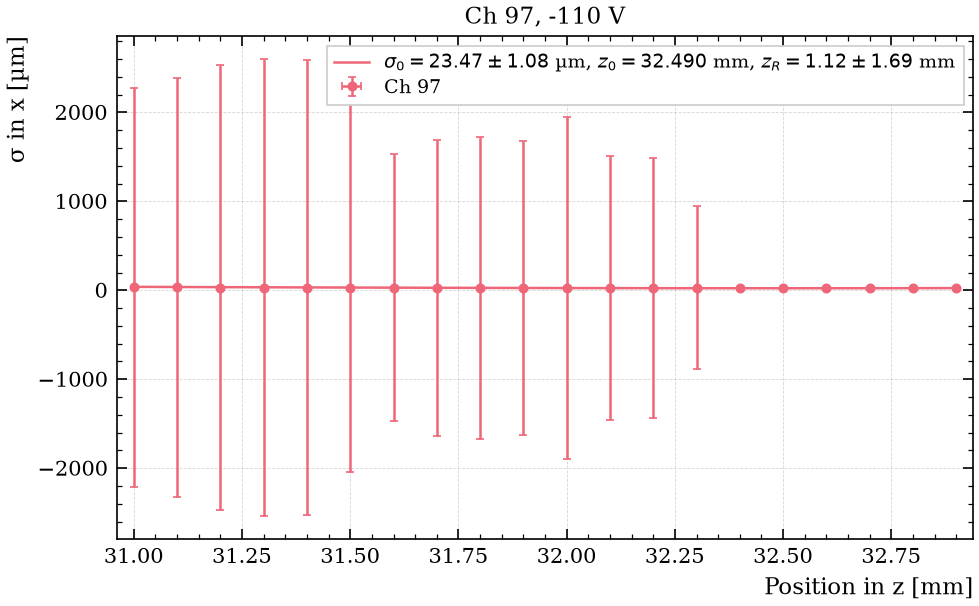 Ch 97, -110 V
σ in x [µm]
σ₀ = 23.47 ± 1.08 µm, z₀ = 32.490 mm, z_R = 1.12 ± 1.69 mm
Ch 97
2000
1000
0
−1000
−2000
31.00 31.25 31.50 31.75 32.00 32.25 32.50 32.75
Position in z [mm]